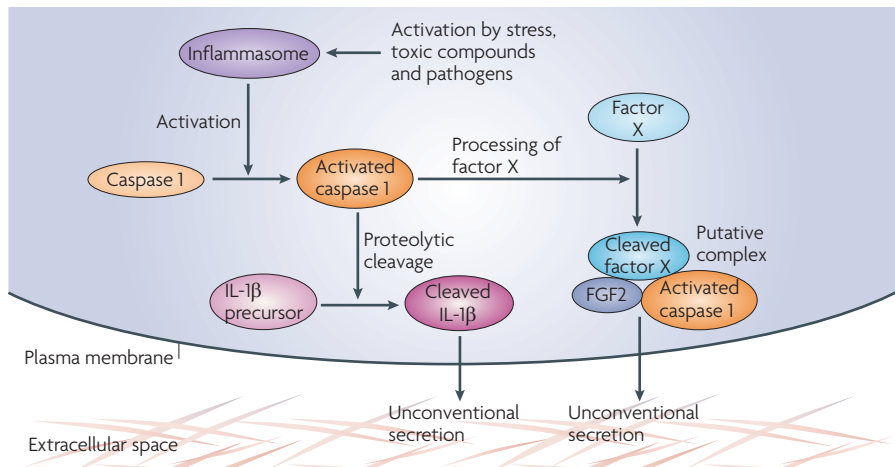 Inflammasome
Activation by stress,
toxic compounds
and pathogens
Activation
Factor
X
Processing of
factor X
Caspase 1
Activated
caspase 1
Proteolytic
cleavage
Cleaved
factor X
Putative
complex
FGF2
Activated
caspase 1
IL-1β
precursor
Cleaved
IL-1β
Plasma membrane
Unconventional
secretion
Unconventional
secretion
Extracellular space